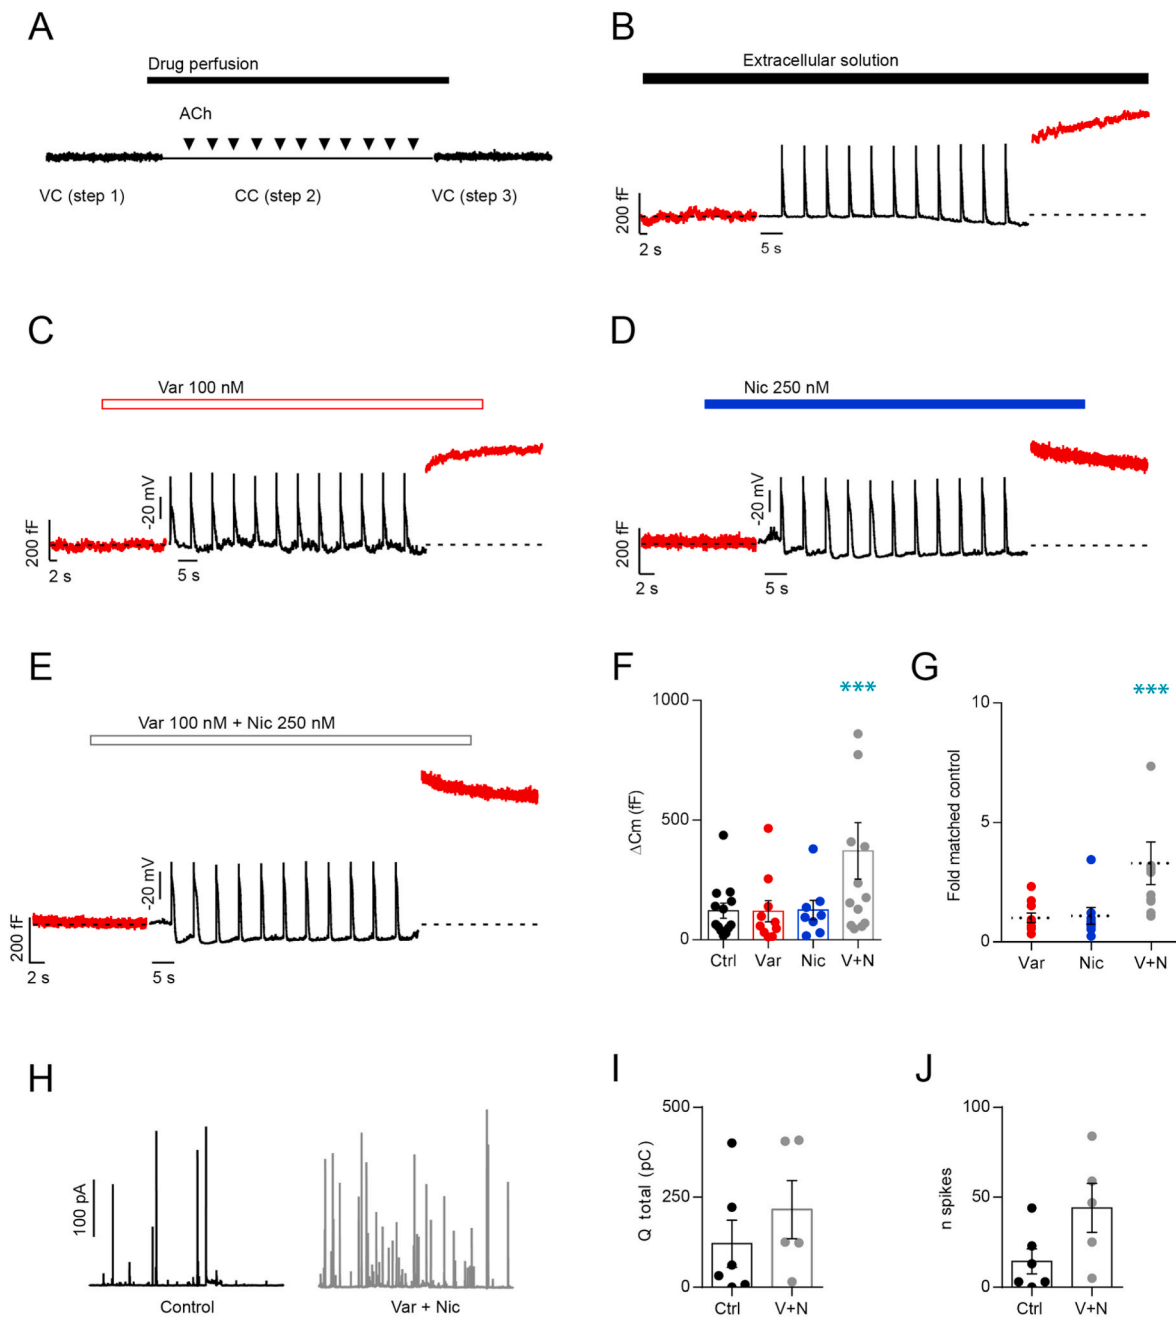 A
Drug perfusion
ACh
VC (step 1)
CC (step 2)
VC (step 3)
B
Extracellular solution
200 fF
2 s
5 s
C
Var 100 nM
-20 mV
200 fF
2 s
5 s
D
Nic 250 nM
-20 mV
200 fF
2 s
5 s
E
Var 100 nM + Nic 250 nM
-20 mV
200 fF
2 s
5 s
F
***
1000
500
0
ΔCm (fF)
Ctrl
Var
Nic
V+N
G
***
10
5
0
Fold matched control
Var
Nic
V+N
H
100 pA
Control
Var + Nic
I
500
250
0
Q total (pC)
Ctrl
V+N
J
100
50
0
n spikes
Ctrl
V+N